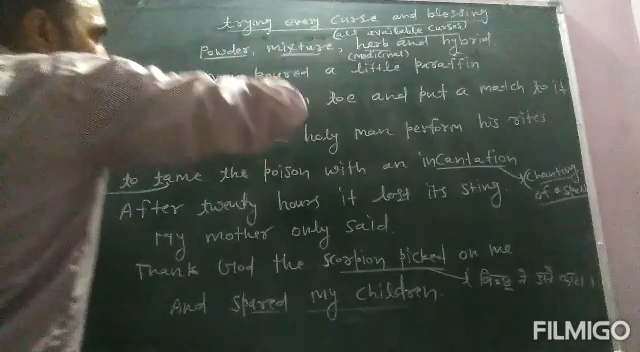 trying every curse and blessing
(all available curses)
Powder, mixture, herb and hybrid
(medicinal)
poured a little paraffin
toe and put a match to it
holy man perform his rites
to tame the poison with an incantation
(Chanting of a spell)
After twenty hours it lost its sting.
My mother only said.
Thank God the scorpion picked on me
And spared my children.
FILMIGO